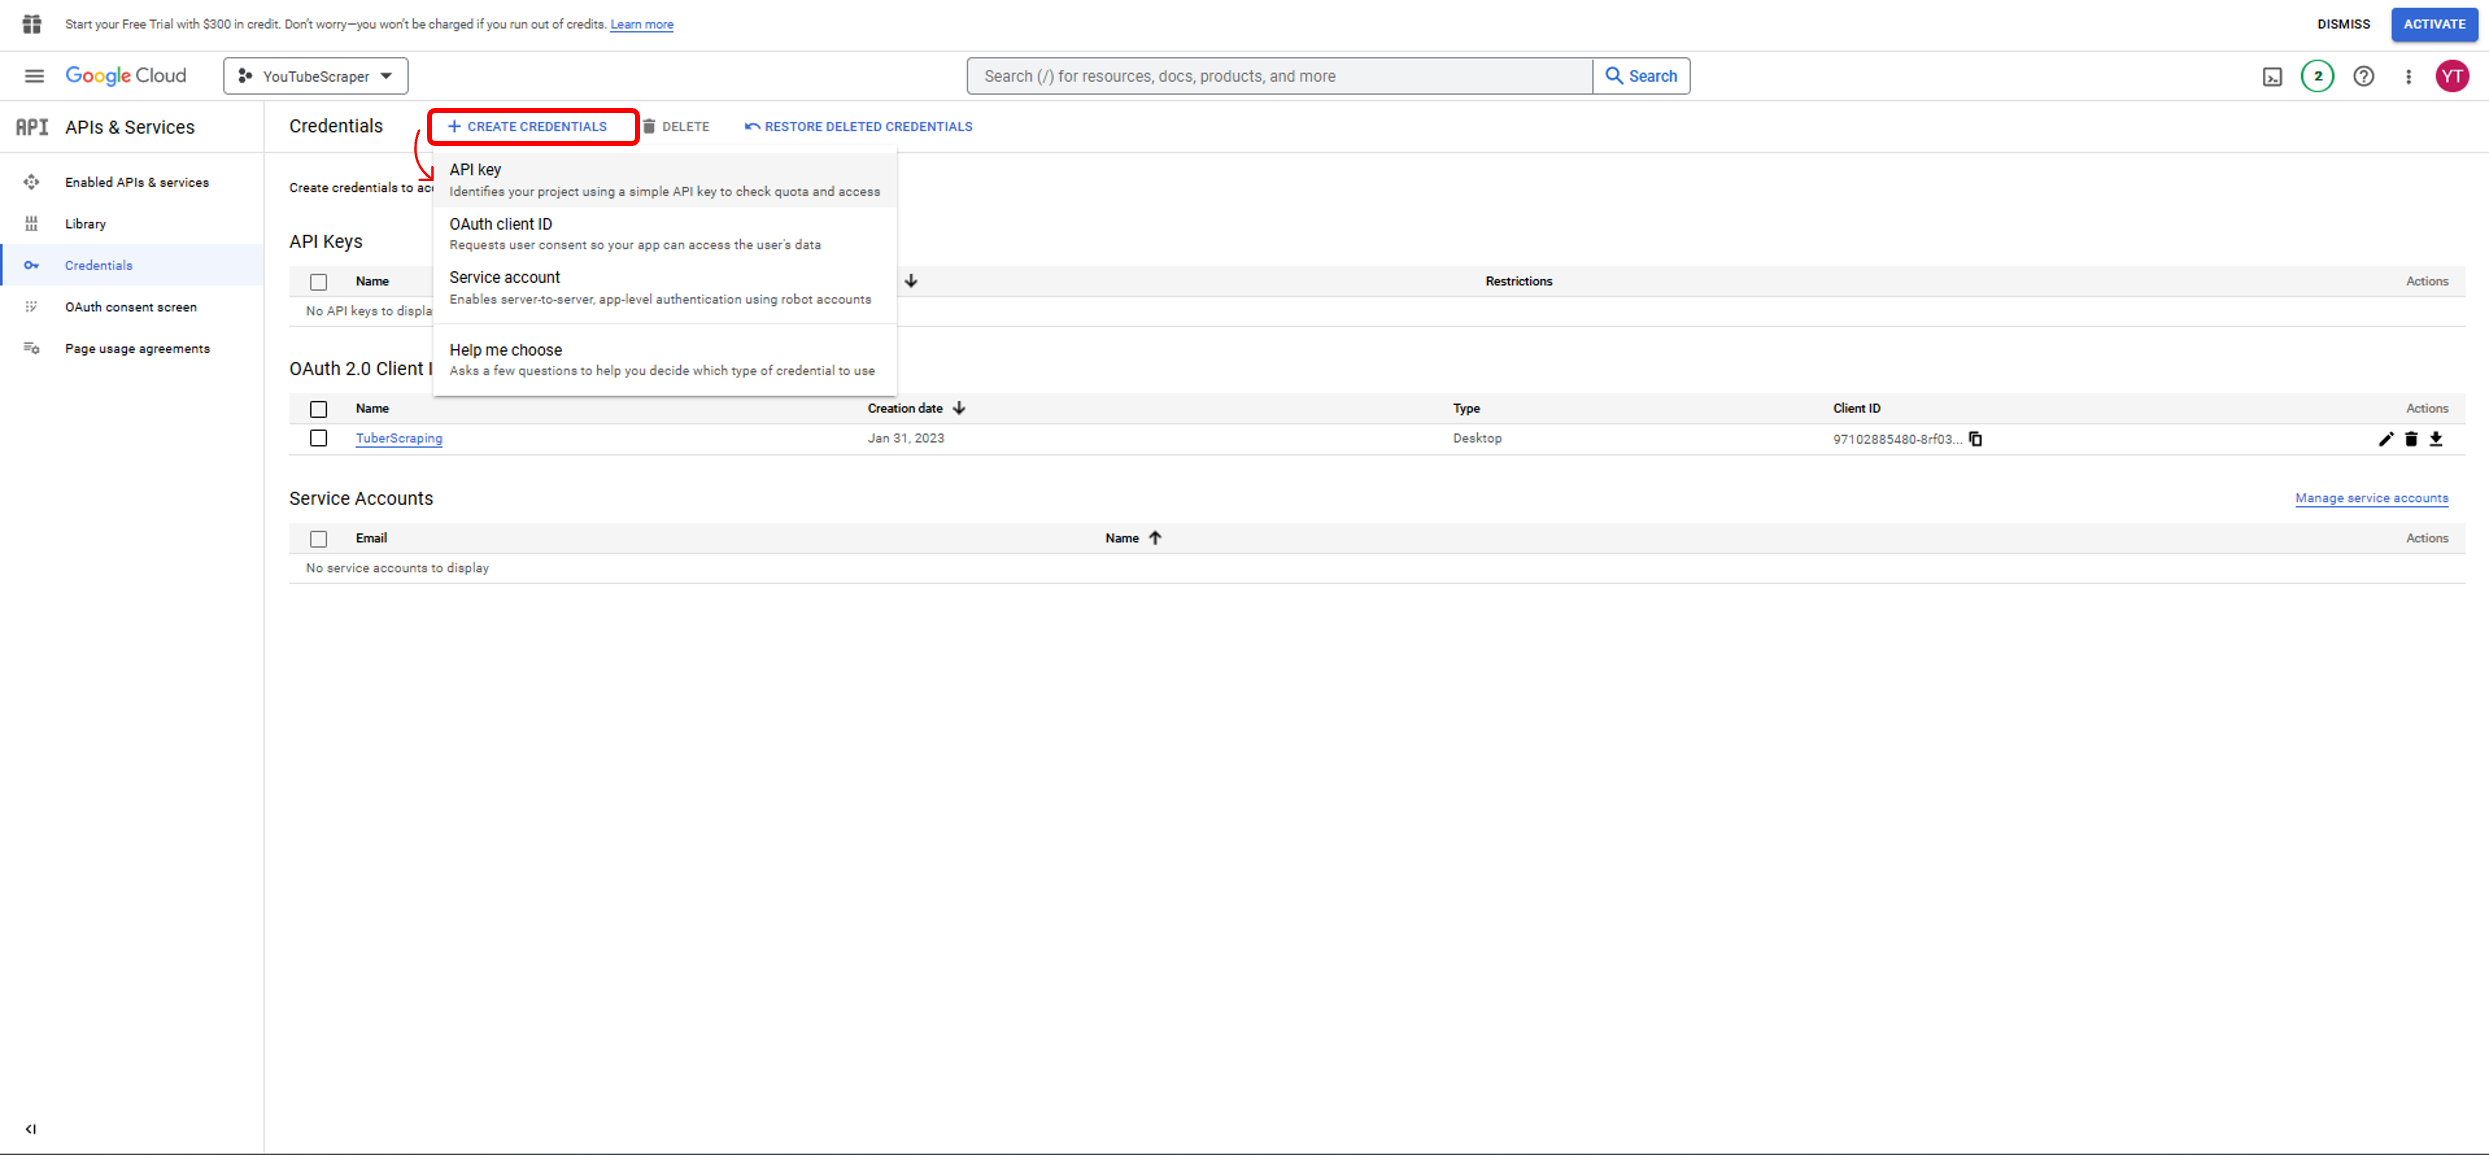 Start your Free Trial with $300 in credit. Don't worry—you won't be charged if you run out of credits. Learn more
DISMISS
ACTIVATE
Google Cloud
YouTubeScraper
Search (/) for resources, docs, products, and more
Search
2
YT
API
APIs & Services
Credentials
CREATE CREDENTIALS
DELETE
RESTORE DELETED CREDENTIALS
Enabled APIs & services
Library
Credentials
OAuth consent screen
Page usage agreements
API key
Identifies your project using a simple API key to check quota and access
OAuth client ID
Requests user consent so your app can access the user's data
Service account
Enables server-to-server, app-level authentication using robot accounts
Help me choose
Asks a few questions to help you decide which type of credential to use
Create credentials to
API Keys
Name
Restrictions
Actions
No API keys to
OAuth 2.0 Client
Name
Creation date
Type
Client ID
Actions
TuberScraping
Jan 31, 2023
Desktop
97102885480-8rf03...
Service Accounts
Manage service accounts
Email
Name
Actions
No service accounts to display